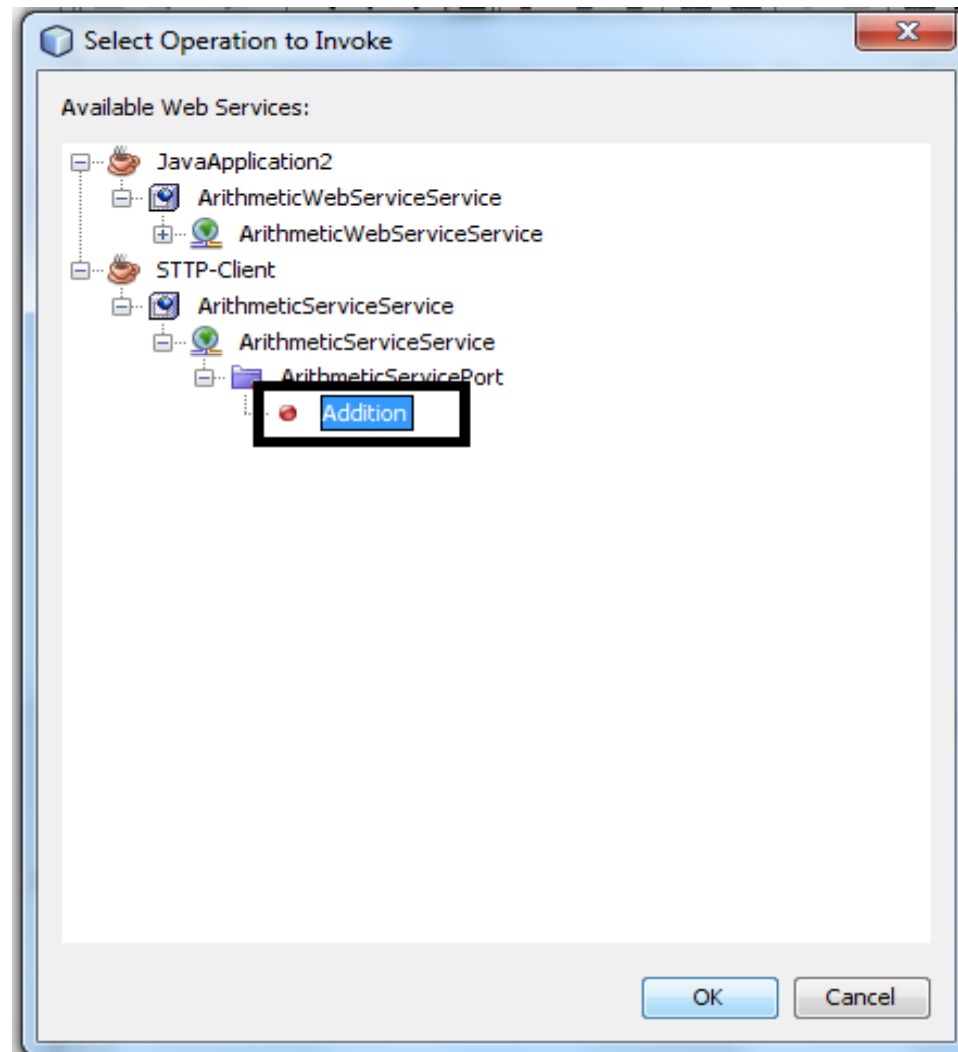 Select Operation to Invoke
Available Web Services:
JavaApplication2
ArithmeticWebServiceService
ArithmeticWebServiceService
STTP-Client
ArithmeticServiceService
ArithmeticServiceService
ArithmeticServicePort
Addition
OK Cancel